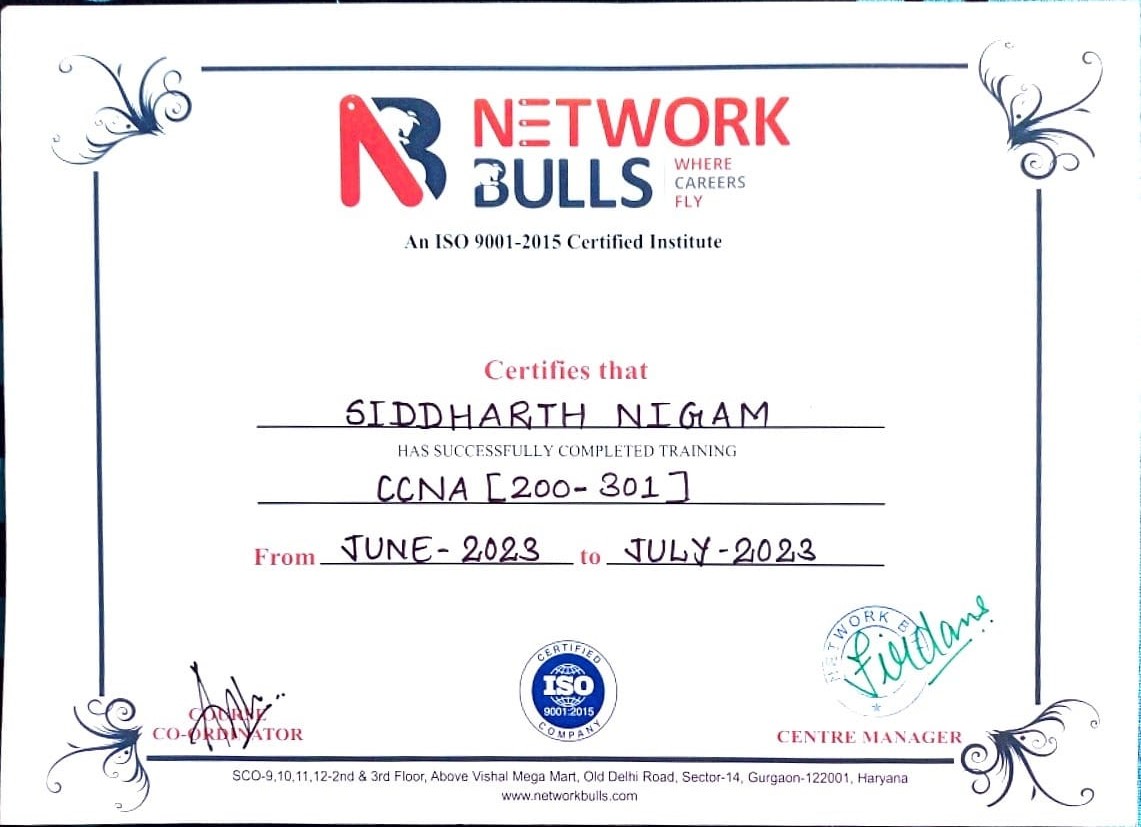 NETWORK
BULLS
WHERE
CAREERS
FLY
An ISO 9001-2015 Certified Institute
Certifies that
SIDDHARTH NIGAM
HAS SUCCESSFULLY COMPLETED TRAINING
CCNA [200-301]
From JUNE-2023 to JULY-2023
NETWORK B
Firdans
CERTIFIED
ISO
9001:2015
COMPANY
COURSE
CO-ORDINATOR
CENTRE MANAGER
SCO-9,10,11,12-2nd & 3rd Floor, Above Vishal Mega Mart, Old Delhi Road, Sector-14, Gurgaon-122001, Haryana
www.networkbulls.com